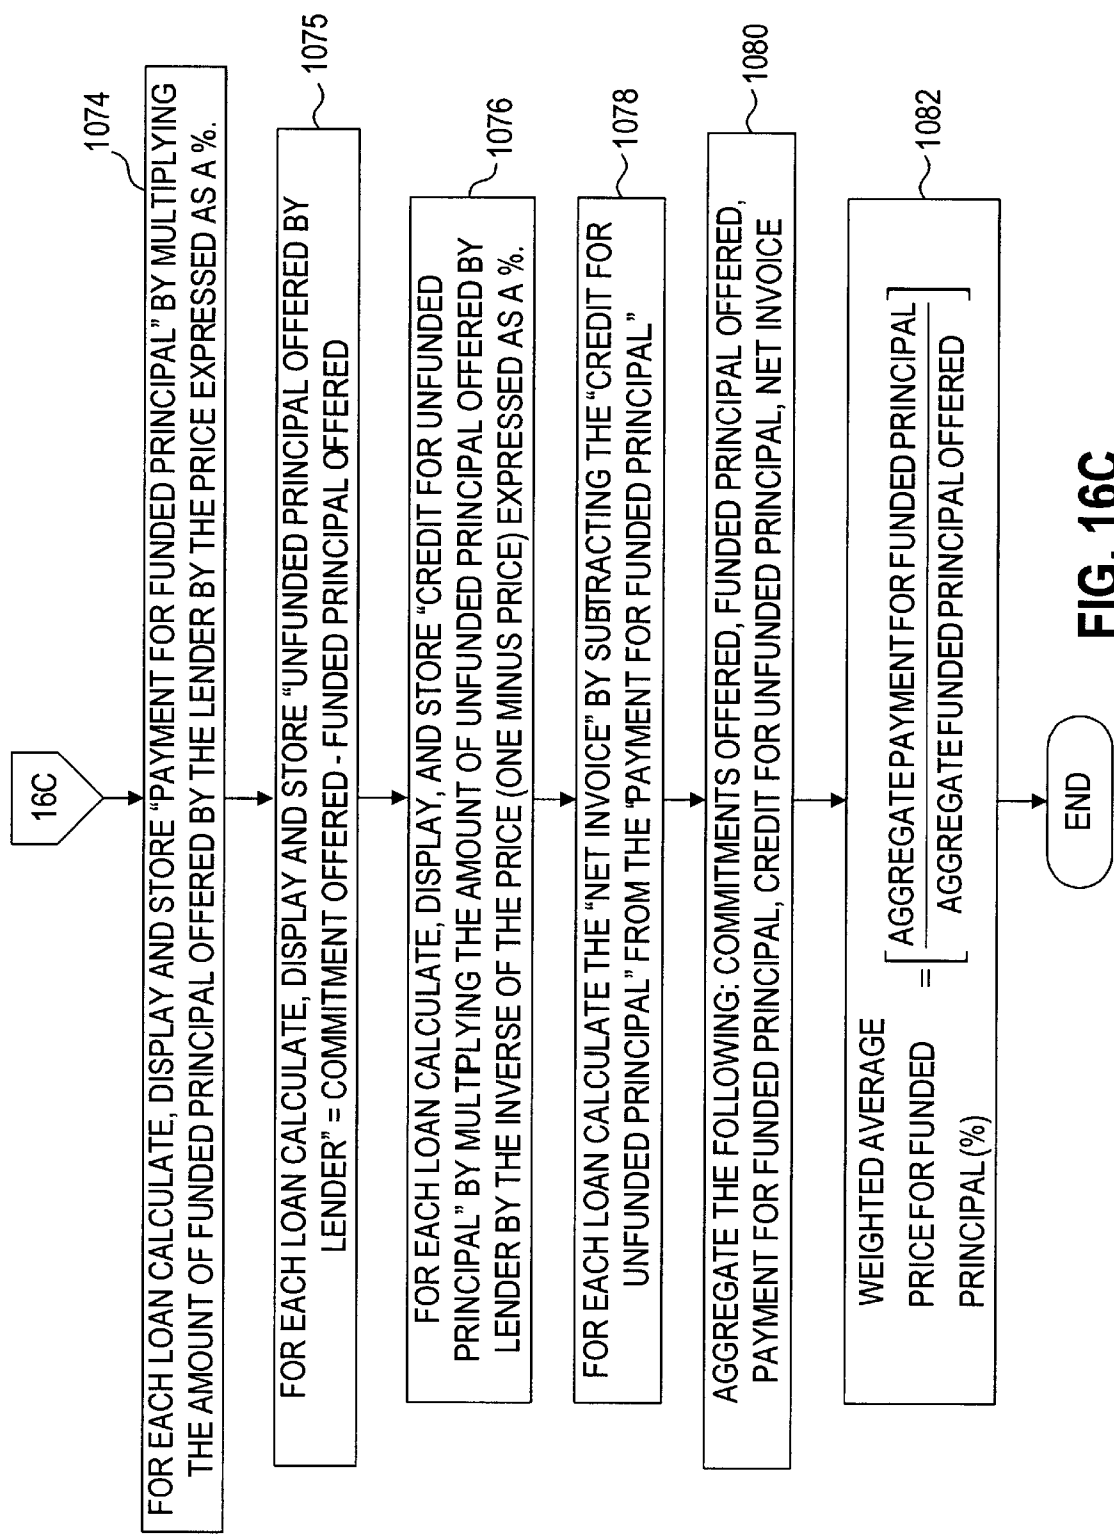 16C
1074
FOR EACH LOAN CALCULATE, DISPLAY AND STORE "PAYMENT FOR FUNDED PRINCIPAL" BY MULTIPLYING
THE AMOUNT OF FUNDED PRINCIPAL OFFERED BY THE LENDER BY THE PRICE EXPRESSED AS A %.
1075
FOR EACH LOAN CALCULATE, DISPLAY AND STORE "UNFUNDED PRINCIPAL OFFERED BY
LENDER" = COMMITMENT OFFERED - FUNDED PRINCIPAL OFFERED
1076
FOR EACH LOAN CALCULATE, DISPLAY, AND STORE "CREDIT FOR UNFUNDED
PRINCIPAL" BY MULTPLYING THE AMOUNT OF UNFUNDED PRINCIPAL OFFERED BY
LENDER BY THE INVERSE OF THE PRICE (ONE MINUS PRICE) EXPRESSED AS A %.
1078
FOR EACH LOAN CALCULATE THE "NET INVOICE" BY SUBTRACTING THE "CREDIT FOR
UNFUNDED PRINCIPAL" FROM THE "PAYMENT FOR FUNDED PRINCIPAL"
1080
AGGREGATE THE FOLLOWING: COMMITMENTS OFFERED, FUNDED PRINCIPAL OFFERED,
PAYMENT FOR FUNDED PRINCIPAL, CREDIT FOR UNFUNDED PRINCIPAL, NET INVOICE
1082
WEIGHTED AVERAGE
PRICE FOR FUNDED
PRINCIPAL (%)
=
AGGREGATE PAYMENT FOR FUNDED PRINCIPAL
AGGREGATE FUNDED PRINCIPAL OFFERED
END
FIG. 16C